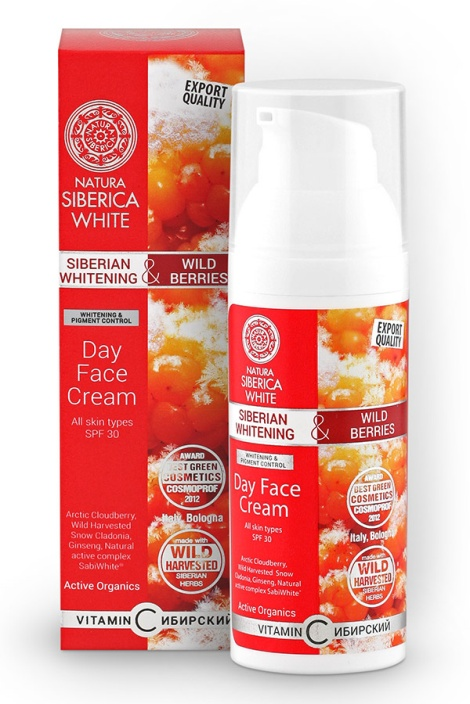 EXPORT
QUALITY
NATURA
SIBERICA
NATURA
SIBERICA
WHITE
SIBERIAN
WHITENING
&
WILD
BERRIES
WHITENING &
PIGMENT CONTROL
Day
Face
Cream
All skin types
SPF 30
AWARD
BEST GREEN
COSMETICS
COSMOPROF
2012
Italy, Bologna
Arctic Cloudberry,
Wild Harvested
Snow Cladonia,
Ginseng, Natural
active complex
SabiWhite®
made with
WILD
HARVESTED
SIBERIAN
HERBS
Active Organics
VITAMIN CИБИРСКИЙ
EXPORT
QUALITY
NATURA
SIBERICA
WHITE
SIBERIAN
WHITENING
&
WILD
BERRIES
WHITENING &
PIGMENT CONTROL
Day Face
Cream
All skin types
SPF 30
AWARD
BEST GREEN
COSMETICS
COSMOPROF
2012
Italy, Bologna
Arctic Cloudberry,
Wild Harvested Snow
Cladonia, Ginseng, Natural
active complex SabiWhite®
made with
WILD
HARVESTED
SIBERIAN
HERBS
Active Organics
VITAMIN CИБИРСКИЙ